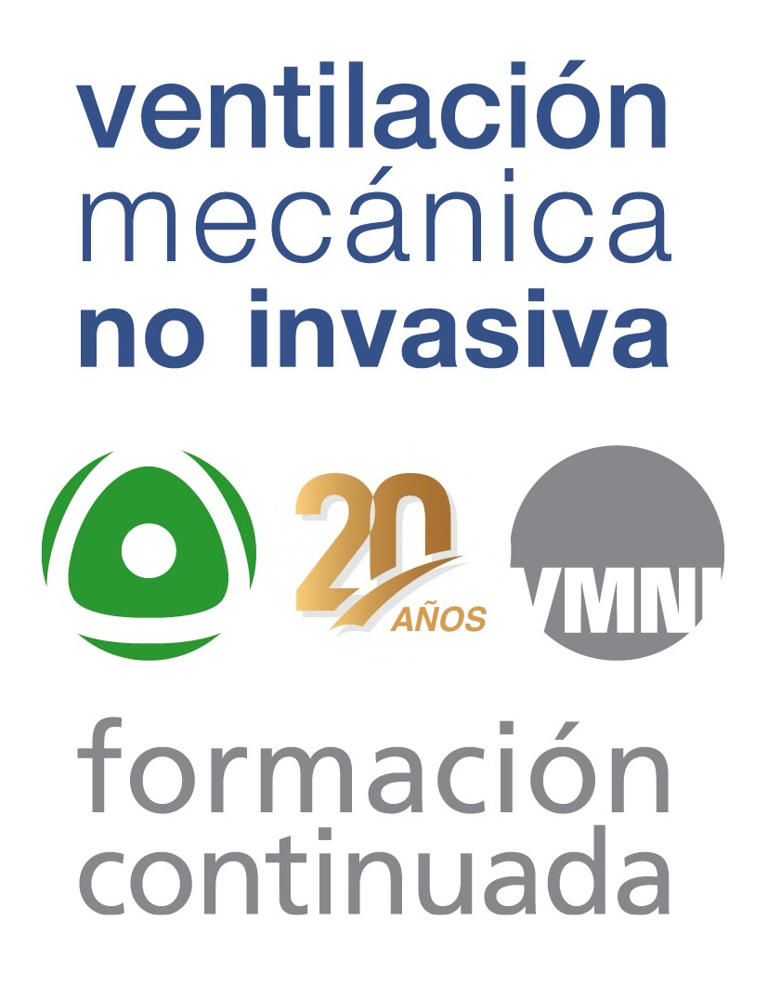 ventilación
mecánica
no invasiva
20
AÑOS
VMNI
formación
continuada